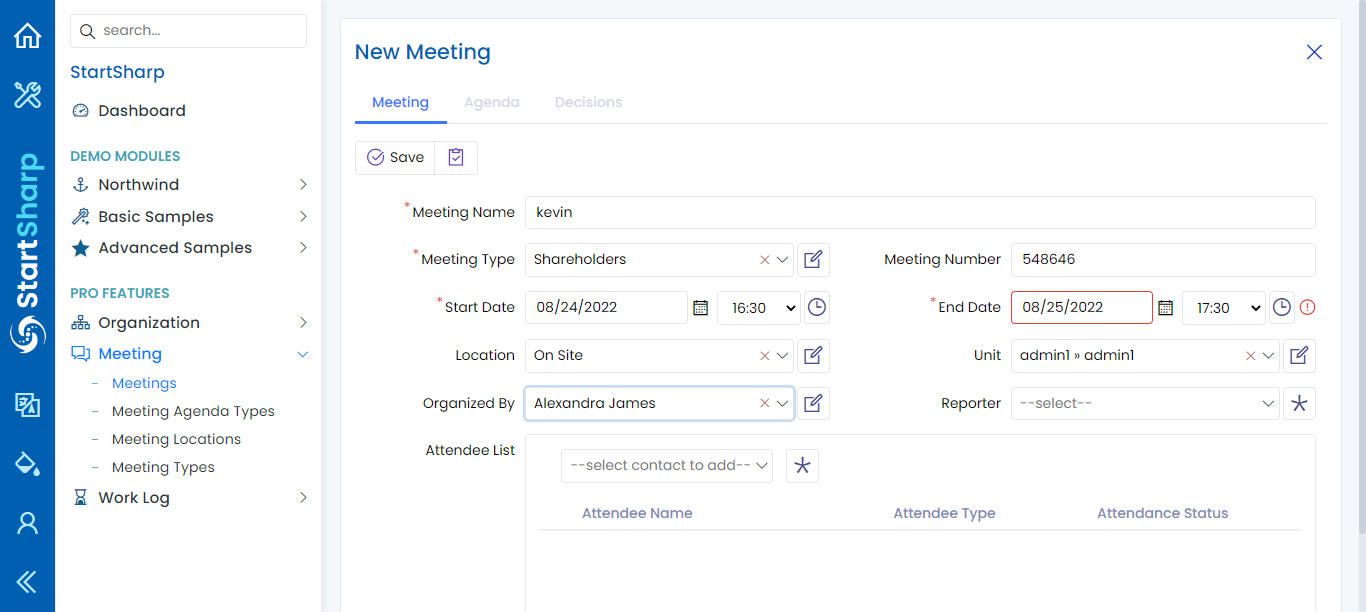 search...
StartSharp
Dashboard
DEMO MODULES
Northwind
Basic Samples
Advanced Samples
PRO FEATURES
Organization
Meeting
- Meetings
- Meeting Agenda Types
- Meeting Locations
- Meeting Types
Work Log
StartSharp
New Meeting
Meeting Agenda Decisions
Save
*Meeting Name kevin
*Meeting Type Shareholders Meeting Number 548646
*Start Date 08/24/2022 16:30 *End Date 08/25/2022 17:30
Location On Site Unit admin1 » admin1
Organized By Alexandra James Reporter --select--
Attendee List
--select contact to add--
Attendee Name Attendee Type Attendance Status